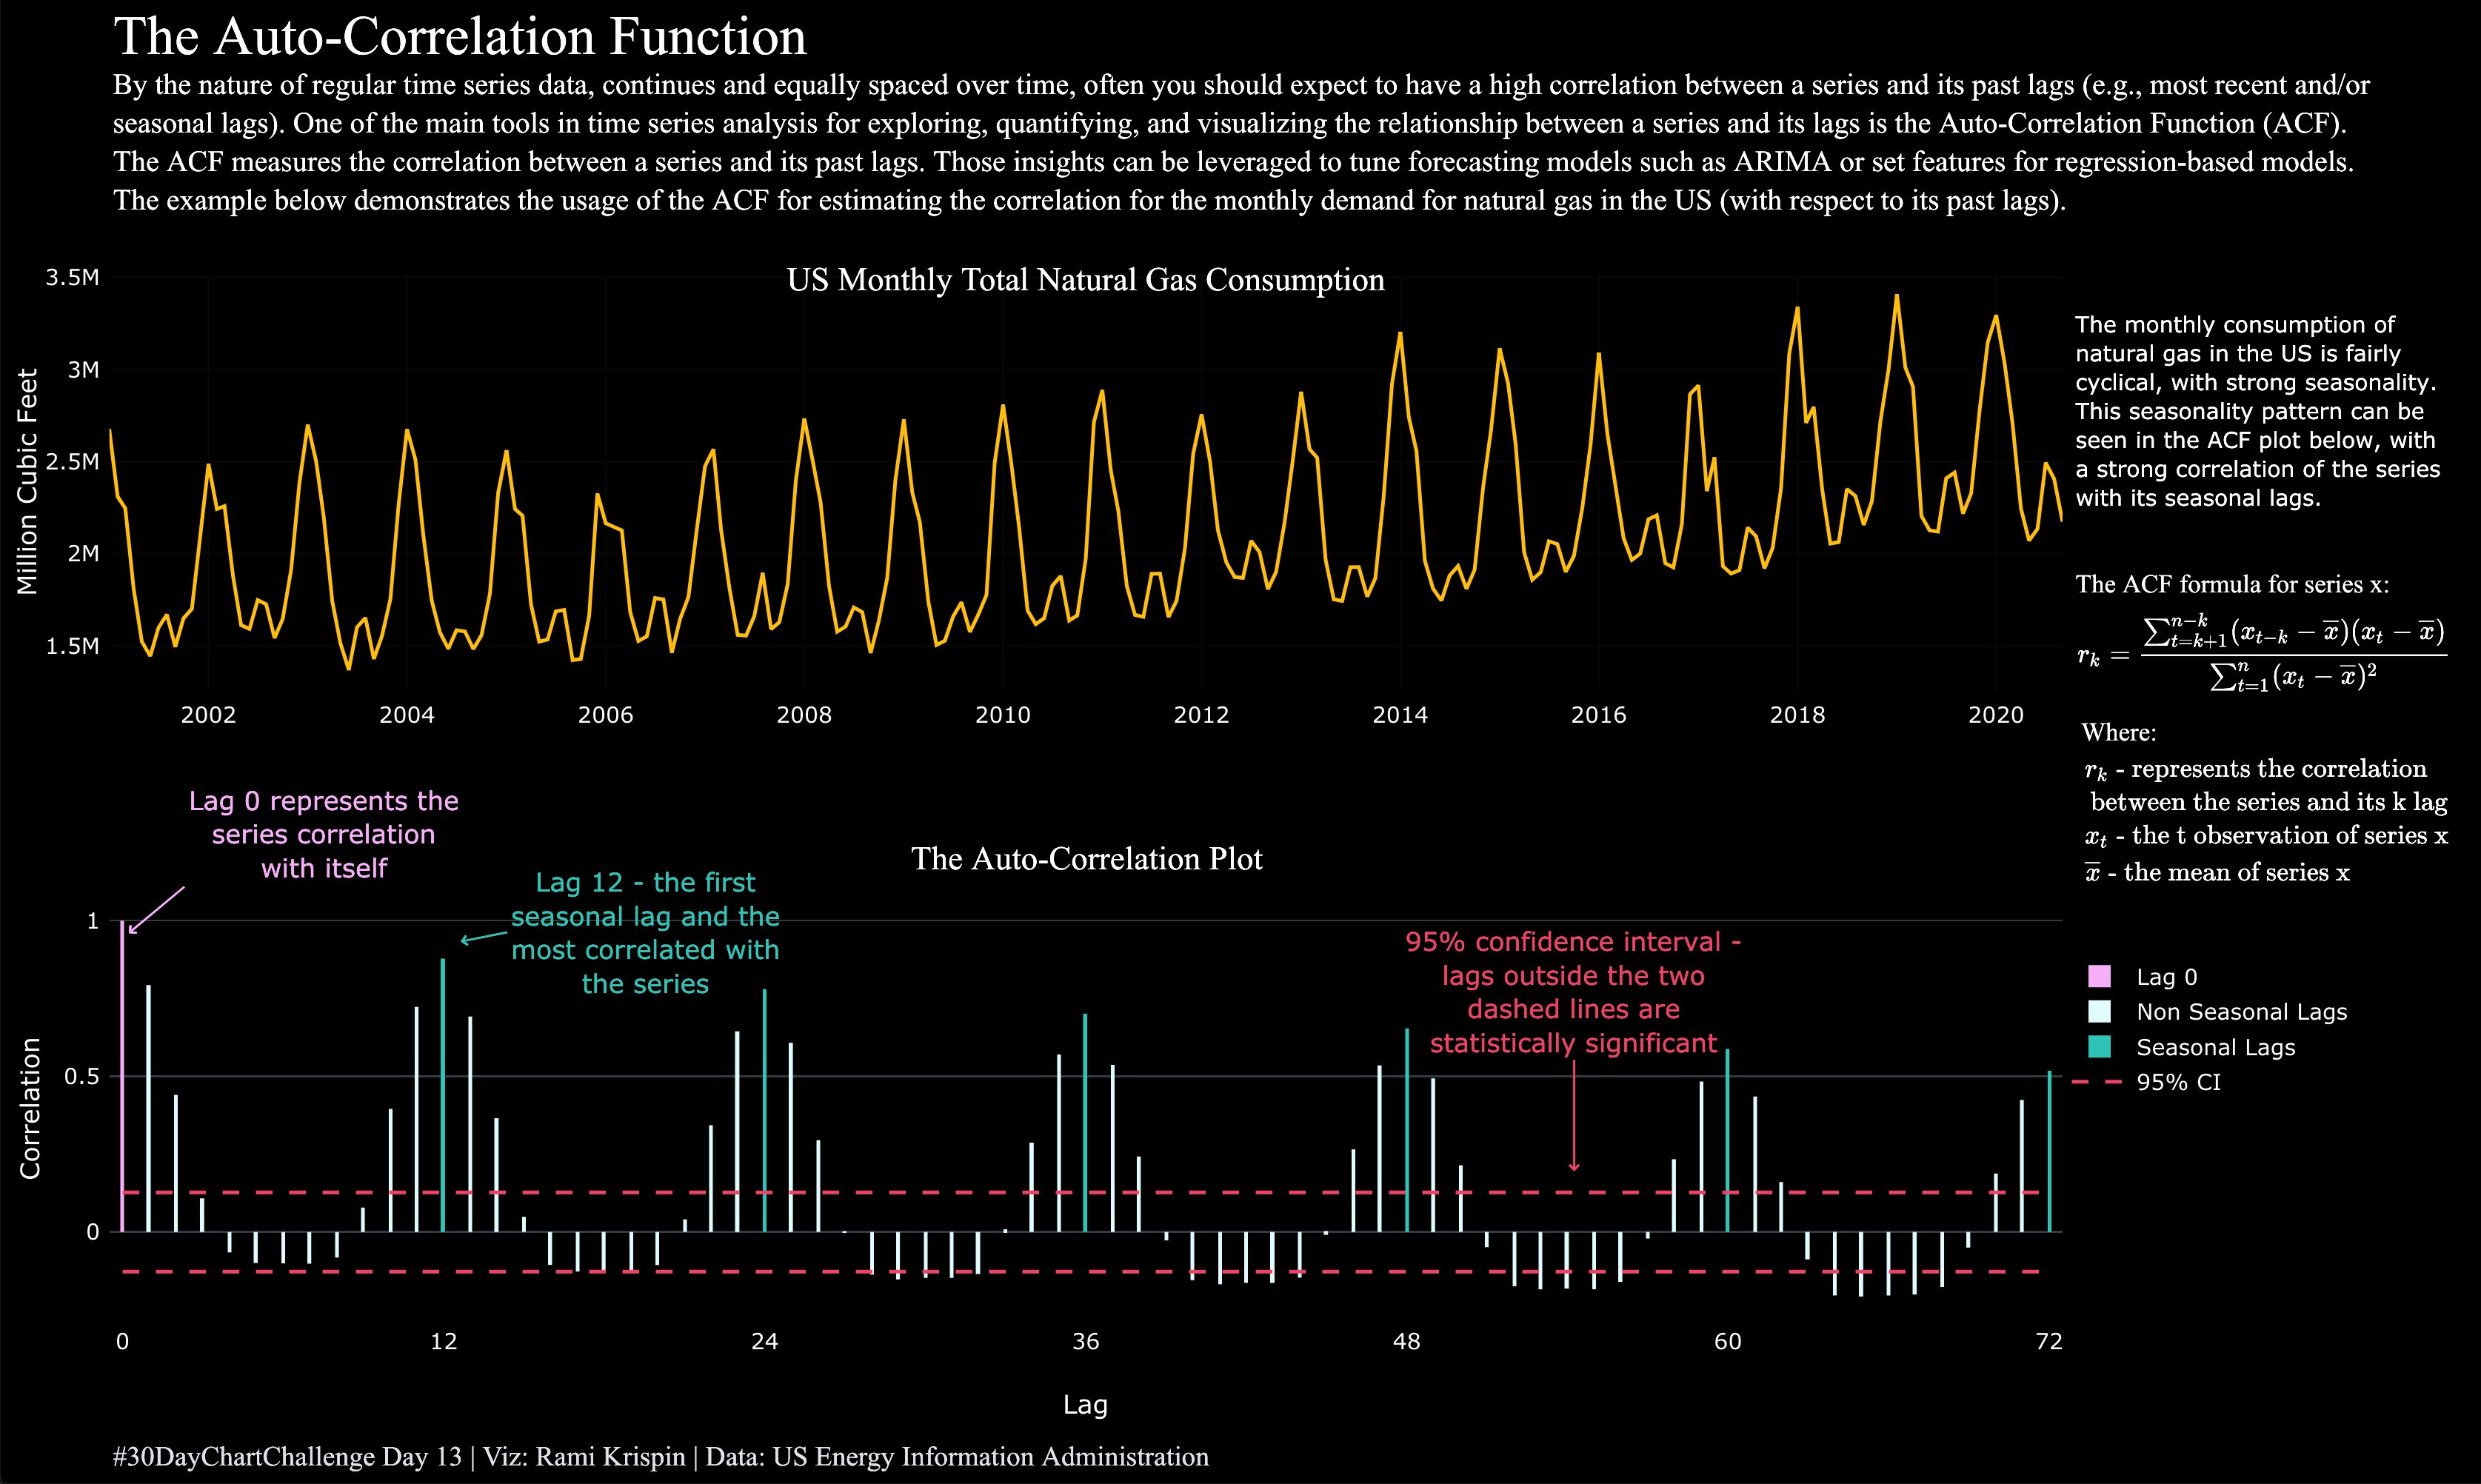 The Auto-Correlation Function
By the nature of regular time series data, continues and equally spaced over time, often you should expect to have a high correlation between a series and its past lags (e.g., most recent and/or
seasonal lags). One of the main tools in time series analysis for exploring, quantifying, and visualizing the relationship between a series and its lags is the Auto-Correlation Function (ACF).
The ACF measures the correlation between a series and its past lags. Those insights can be leveraged to tune forecasting models such as ARIMA or set features for regression-based models.
The example below demonstrates the usage of the ACF for estimating the correlation for the monthly demand for natural gas in the US (with respect to its past lags).
US Monthly Total Natural Gas Consumption
Million Cubic Feet
3.5M
3M
2.5M
2M
1.5M
2002 2004 2006 2008 2010 2012 2014 2016 2018 2020
The monthly consumption of
natural gas in the US is fairly
cyclical, with strong seasonality.
This seasonality pattern can be
seen in the ACF plot below, with
a strong correlation of the series
with its seasonal lags.
The ACF formula for series x:
r_k = \frac{\sum_{t=k+1}^{n-k}(x_{t-k} - \overline{x})(x_t - \overline{x})}{\sum_{t=1}^{n}(x_t - \overline{x})^2}
Where:
r_k - represents the correlation
between the series and its k lag
x_t - the t observation of series x
x̅ - the mean of series x
The Auto-Correlation Plot
Lag 0 represents the
series correlation
with itself
Lag 12 - the first
seasonal lag and the
most correlated with
the series
95% confidence interval -
lags outside the two
dashed lines are
statistically significant
Correlation
1
0.5
0
0 12 24 36 48 60 72
Lag
Lag 0
Non Seasonal Lags
Seasonal Lags
95% CI
#30DayChartChallenge Day 13 | Viz: Rami Krispin | Data: US Energy Information Administration